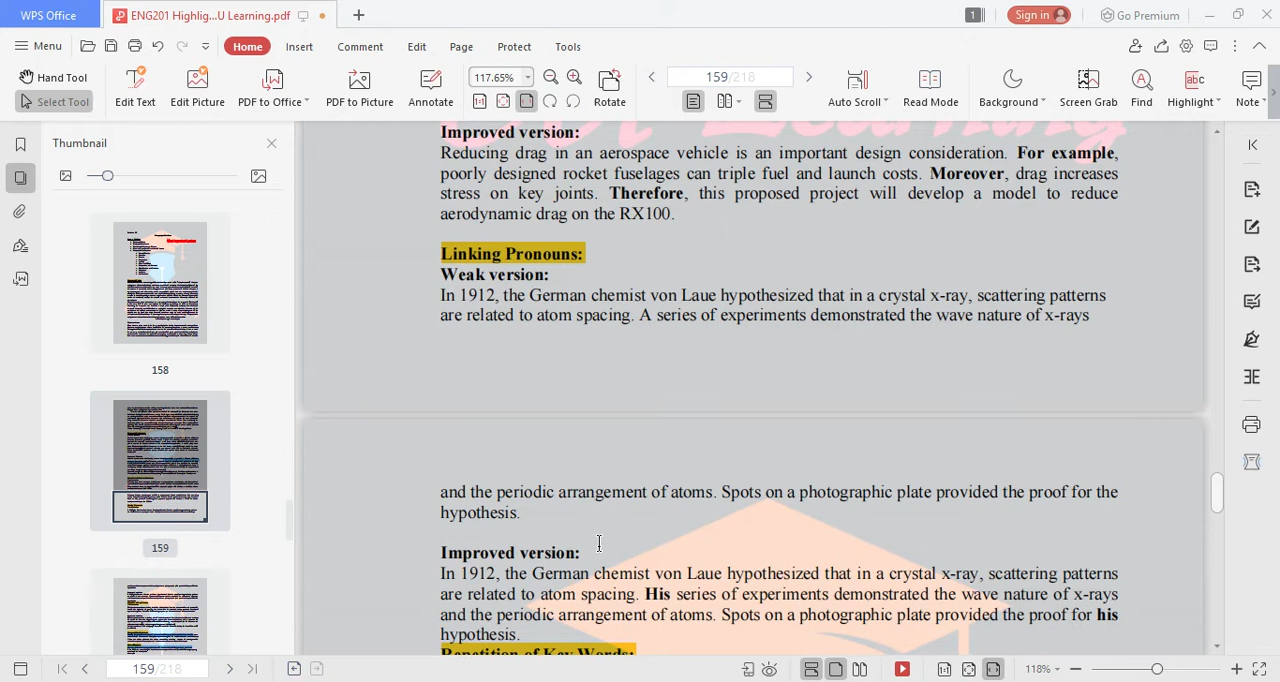 WPS Office
ENG201 Highlig...U Learning.pdf
1
Sign in
Go Premium
Menu
Home
Insert
Comment
Edit
Page
Protect
Tools
Hand Tool
Select Tool
Edit Text
Edit Picture
PDF to Office
PDF to Picture
Annotate
117.65%
Rotate
159/218
Auto Scroll
Read Mode
Background
Screen Grab
Find
Highlight
Note
Thumbnail
158
159
Improved version:
Reducing drag in an aerospace vehicle is an important design consideration. For example,
poorly designed rocket fuselages can triple fuel and launch costs. Moreover, drag increases
stress on key joints. Therefore, this proposed project will develop a model to reduce
aerodynamic drag on the RX100.
Linking Pronouns:
Weak version:
In 1912, the German chemist von Laue hypothesized that in a crystal x-ray, scattering patterns
are related to atom spacing. A series of experiments demonstrated the wave nature of x-rays
and the periodic arrangement of atoms. Spots on a photographic plate provided the proof for the
hypothesis.
Improved version:
In 1912, the German chemist von Laue hypothesized that in a crystal x-ray, scattering patterns
are related to atom spacing. His series of experiments demonstrated the wave nature of x-rays
and the periodic arrangement of atoms. Spots on a photographic plate provided the proof for his
hypothesis.
Repetition of Key Words:
159/218
118%